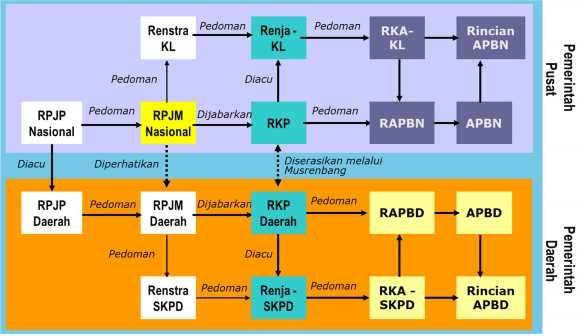 Pedoman
Pedoman
Renstra
KL
Renja -
KL
RKA-
KL
Rincian
APBN
Pemerintah
Pusat
Pedoman
Diacu
Pedoman
Dijabarkan
Pedoman
RPJP
Nasional
RPJM
Nasional
RKP
RAPBN
APBN
Diacu
Diperhatikan
Diserasikan melalui
Musrenbang
RPJP
Daerah
Pedoman
RPJM
Daerah
Dijabarkan
RKP
Daerah
Pedoman
RAPBD
APBD
Pemerintah
Daerah
Pedoman
Diacu
Renstra
SKPD
Pedoman
Renja -
SKPD
Pedoman
RKA -
SKPD
Rincian
APBD